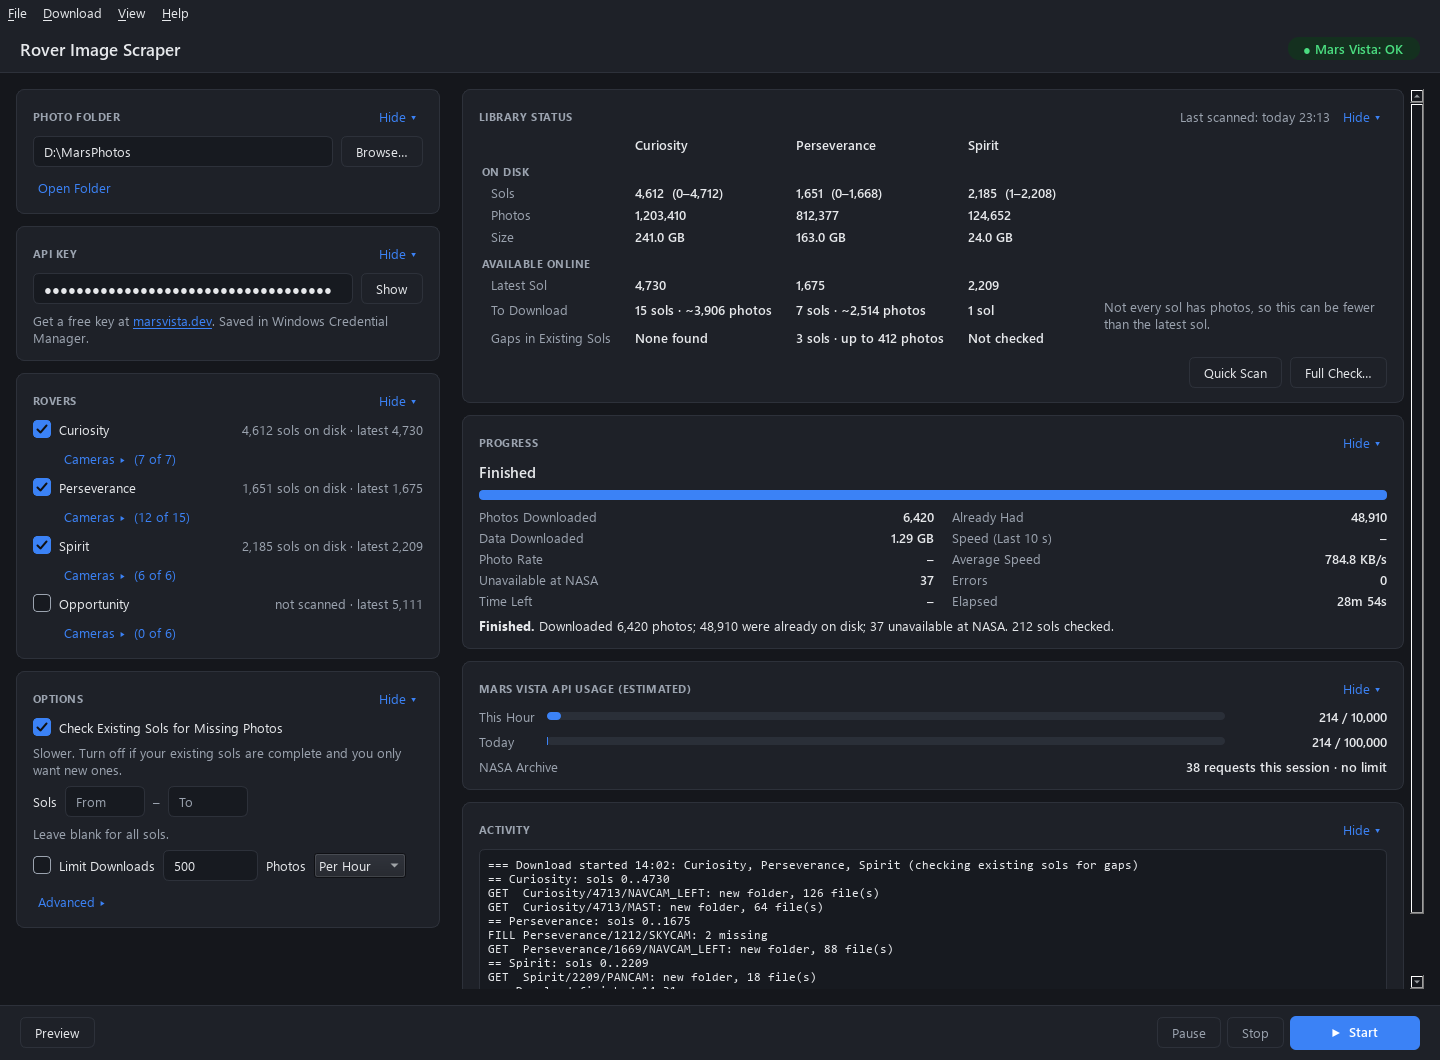 File Download View Help
Rover Image Scraper
● Mars Vista: OK
PHOTO FOLDER
Hide ▾
D:\MarsPhotos
Browse...
Open Folder
API KEY
Hide ▾
Show
Get a free key at marsvista.dev. Saved in Windows Credential
Manager.
ROVERS
Hide ▾
Curiosity 4,612 sols on disk · latest 4,730
Cameras ▸ (7 of 7)
Perseverance 1,651 sols on disk · latest 1,675
Cameras ▸ (12 of 15)
Spirit 2,185 sols on disk · latest 2,209
Cameras ▸ (6 of 6)
Opportunity not scanned · latest 5,111
Cameras ▸ (0 of 6)
OPTIONS
Hide ▾
Check Existing Sols for Missing Photos
Slower. Turn off if your existing sols are complete and you only
want new ones.
Sols From – To
Leave blank for all sols.
Limit Downloads 500 Photos Per Hour
Advanced ▸
LIBRARY STATUS
Last scanned: today 23:13 Hide ▾
Curiosity Perseverance Spirit
ON DISK
Sols 4,612 (0–4,712) 1,651 (0–1,668) 2,185 (1–2,208)
Photos 1,203,410 812,377 124,652
Size 241.0 GB 163.0 GB 24.0 GB
AVAILABLE ONLINE
Latest Sol 4,730 1,675 2,209
To Download 15 sols · ~3,906 photos 7 sols · ~2,514 photos 1 sol
Not every sol has photos, so this can be fewer
than the latest sol.
Gaps in Existing Sols None found 3 sols · up to 412 photos Not checked
Quick Scan Full Check...
PROGRESS
Hide ▾
Finished
Photos Downloaded 6,420 Already Had 48,910
Data Downloaded 1.29 GB Speed (Last 10 s) –
Photo Rate – Average Speed 784.8 KB/s
Unavailable at NASA 37 Errors 0
Time Left – Elapsed 28m 54s
Finished. Downloaded 6,420 photos; 48,910 were already on disk; 37 unavailable at NASA. 212 sols checked.
MARS VISTA API USAGE (ESTIMATED)
Hide ▾
This Hour 214 / 10,000
Today 214 / 100,000
NASA Archive 38 requests this session · no limit
ACTIVITY
Hide ▾
=== Download started 14:02: Curiosity, Perseverance, Spirit (checking existing sols for gaps)
== Curiosity: sols 0..4730
GET Curiosity/4713/NAVCAM_LEFT: new folder, 126 file(s)
GET Curiosity/4713/MAST: new folder, 64 file(s)
== Perseverance: sols 0..1675
FILL Perseverance/1212/SKYCAM: 2 missing
GET Perseverance/1669/NAVCAM_LEFT: new folder, 88 file(s)
== Spirit: sols 0..2209
GET Spirit/2209/PANCAM: new folder, 18 file(s)
Preview
Pause Stop ▶ Start